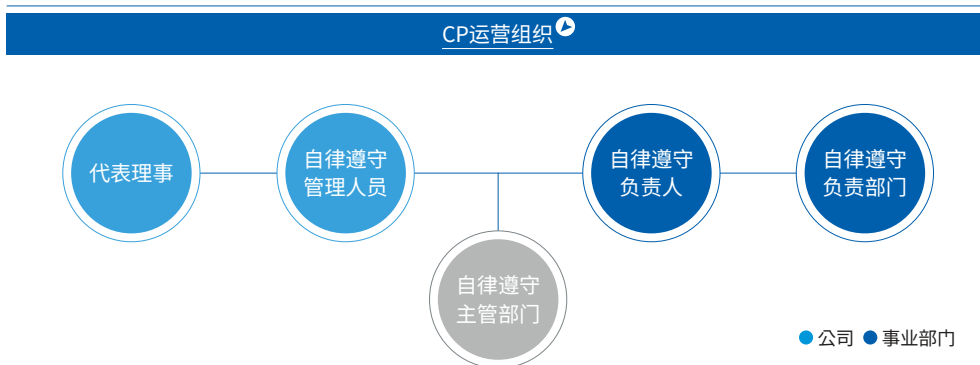 CP运营组织
代表理事
自律遵守
管理人员
自律遵守
负责人
自律遵守
负责部门
自律遵守
主管部门
公司 事业部门